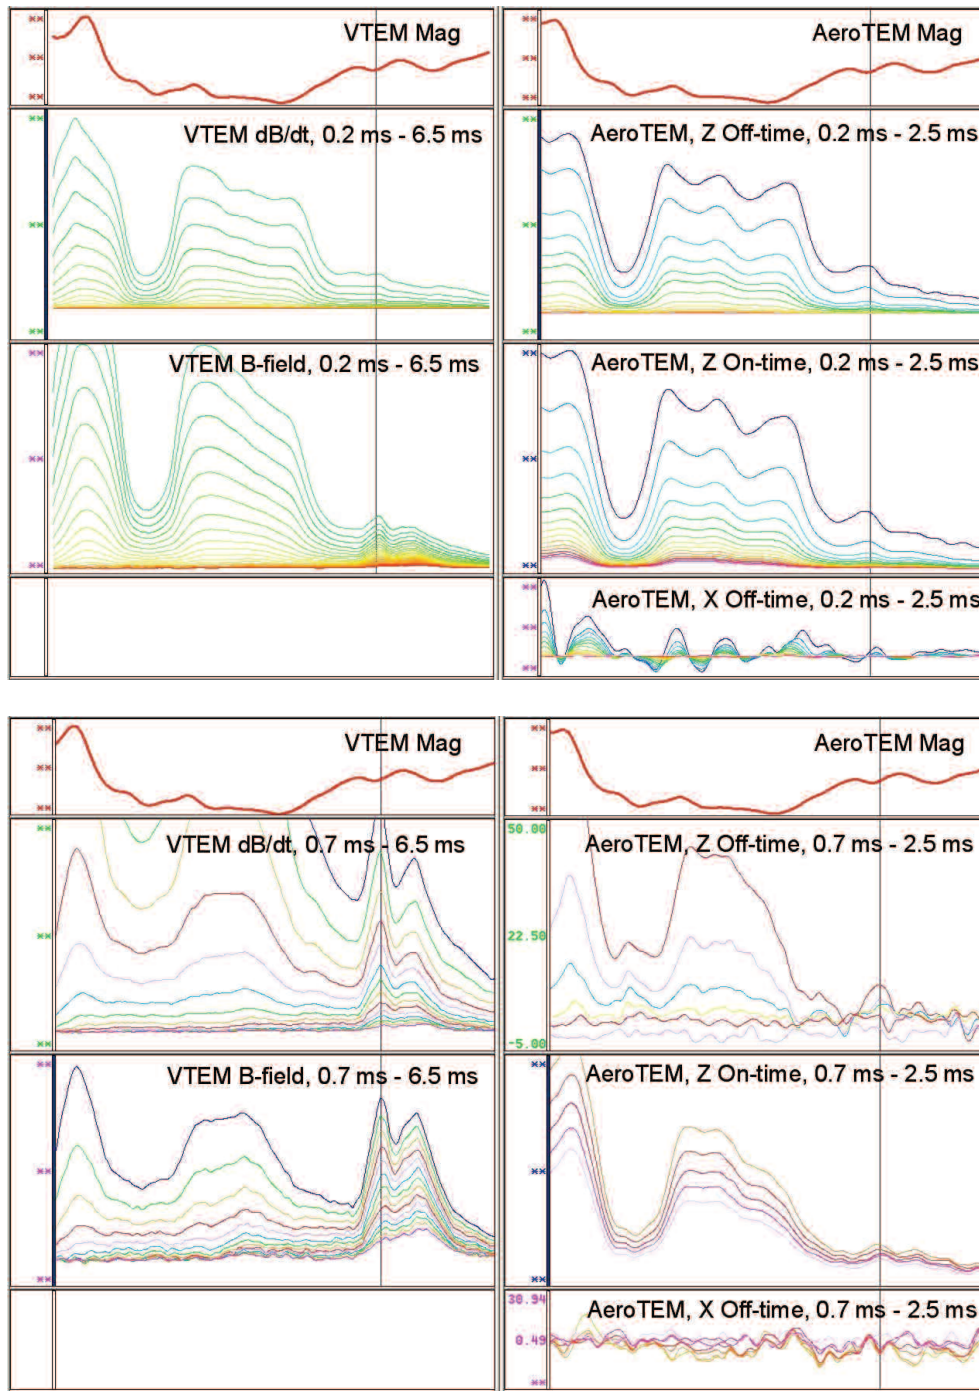 VTEM Mag
AeroTEM Mag
VTEM dB/dt, 0.2 ms - 6.5 ms
AeroTEM, Z Off-time, 0.2 ms - 2.5 ms
VTEM B-field, 0.2 ms - 6.5 ms
AeroTEM, Z On-time, 0.2 ms - 2.5 ms
AeroTEM, X Off-time, 0.2 ms - 2.5 ms
VTEM Mag
AeroTEM Mag
VTEM dB/dt, 0.7 ms - 6.5 ms
50.00
AeroTEM, Z Off-time, 0.7 ms - 2.5 ms
22.50
-5.00
VTEM B-field, 0.7 ms - 6.5 ms
AeroTEM, Z On-time, 0.7 ms - 2.5 ms
30.94
AeroTEM, X Off-time, 0.7 ms - 2.5 ms
0.49